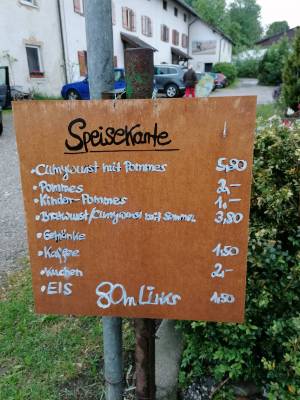 Speisekarte
• Currywurst mit Pommes 5,90
• Pommes 2,-
• Kinder-Pommes 1,-
• Bratwurst/Currywurst mit Semmel 3,80
• Getränke
• Kaffee 1,50
• Kuchen 2,-
• EIS 1,50
80m Links